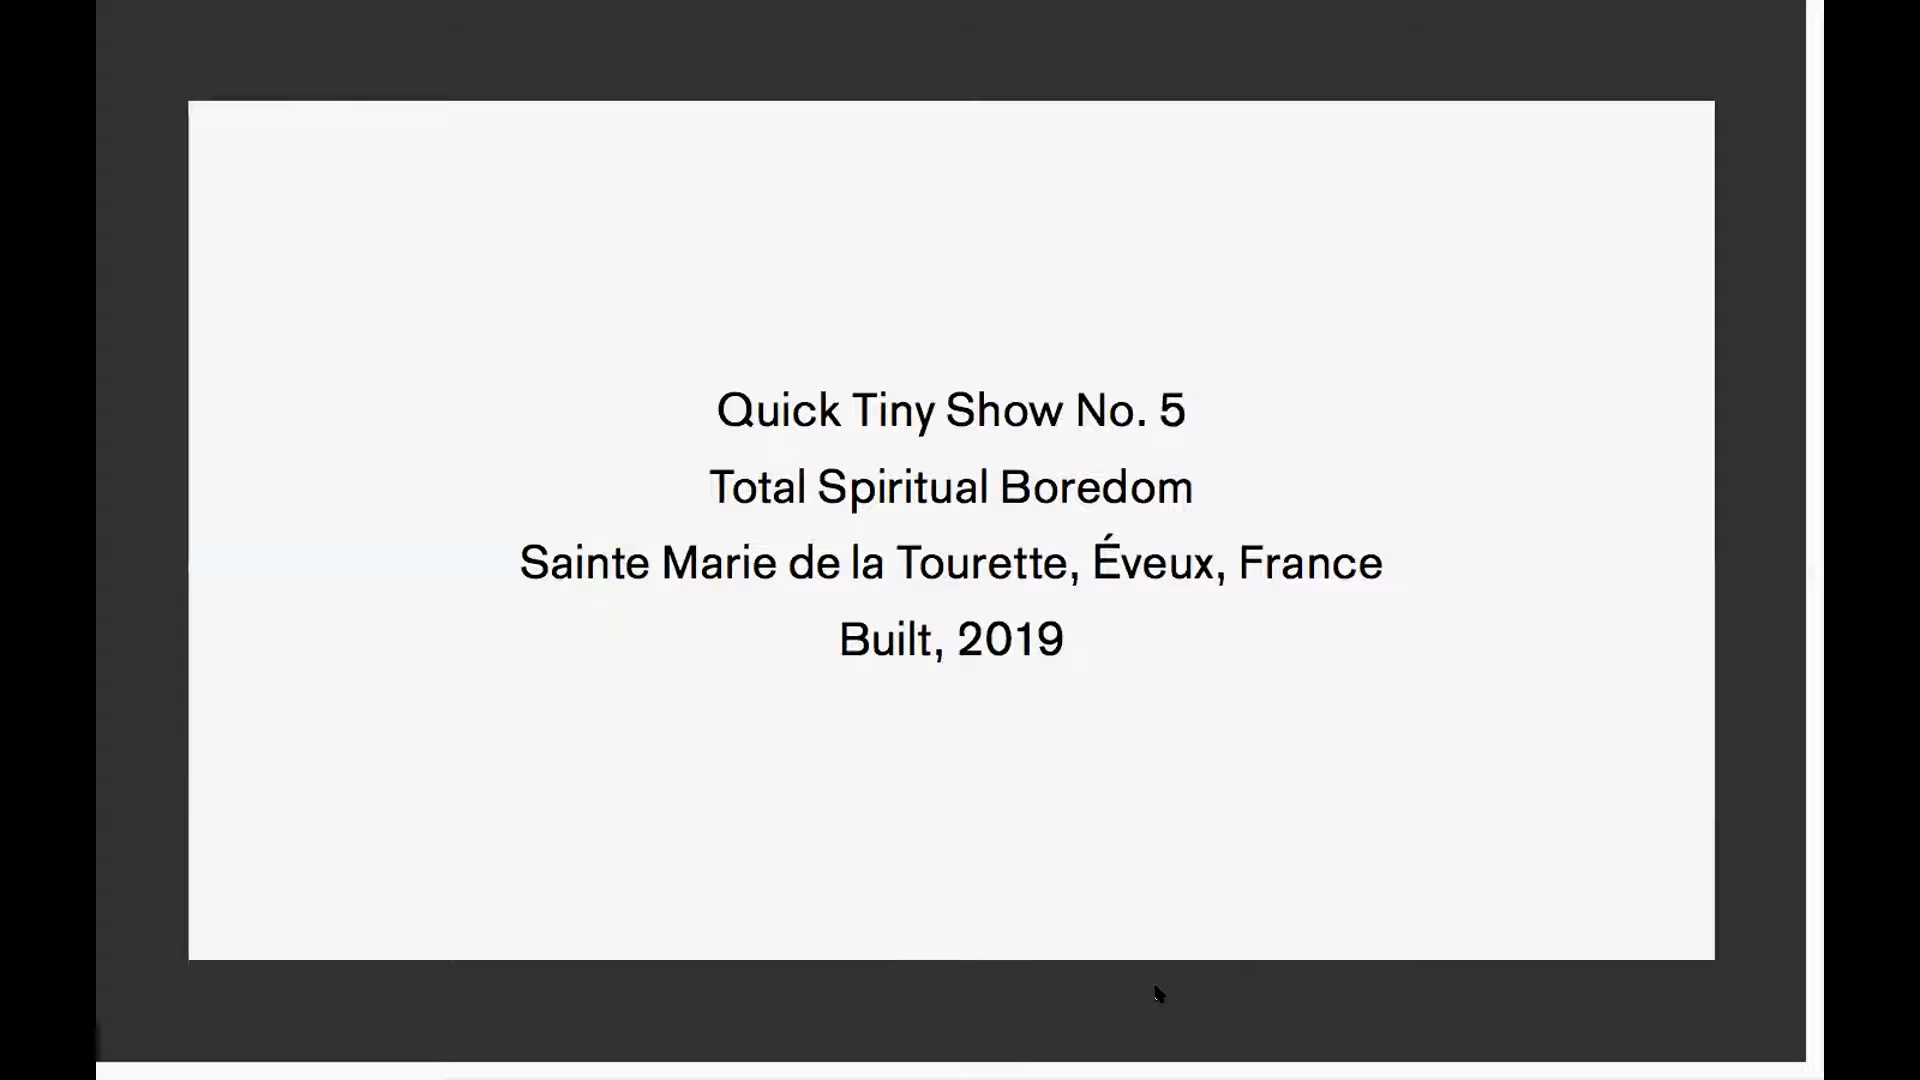 Quick Tiny Show No. 5
Total Spiritual Boredom
Sainte Marie de la Tourette, Éveux, France
Built, 2019